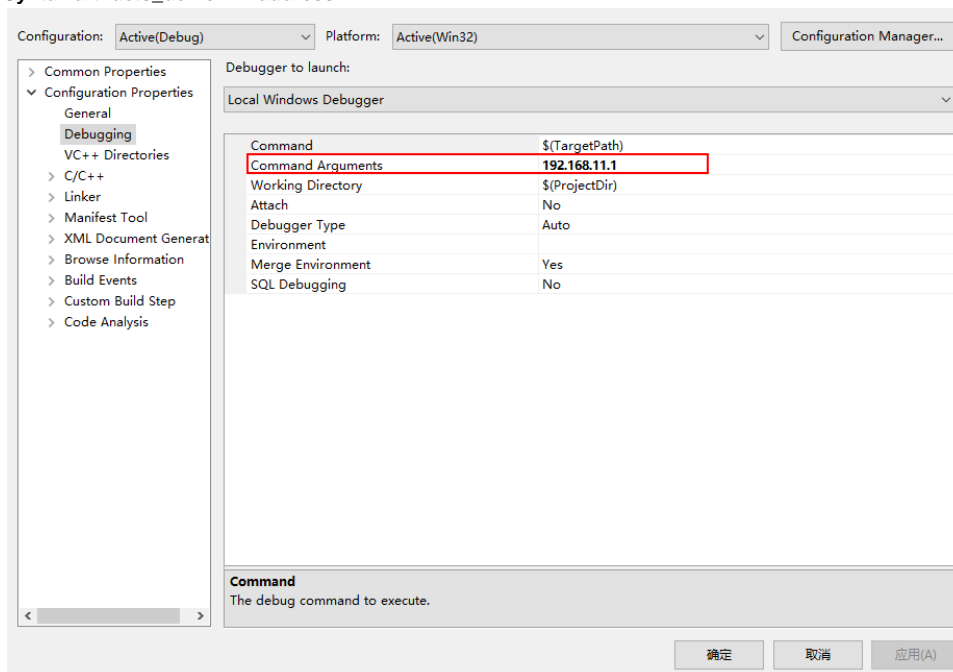 Configuration: Active(Debug) Platform: Active(Win32) Configuration Manager...
Common Properties
Configuration Properties
General
Debugging
VC++ Directories
C/C++
Linker
Manifest Tool
XML Document Generat
Browse Information
Build Events
Custom Build Step
Code Analysis
Debugger to launch:
Local Windows Debugger
Command $(TargetPath)
Command Arguments 192.168.11.1
Working Directory $(ProjectDir)
Attach No
Debugger Type Auto
Environment
Merge Environment Yes
SQL Debugging No
Command
The debug command to execute.
确定 取消 应用(A)